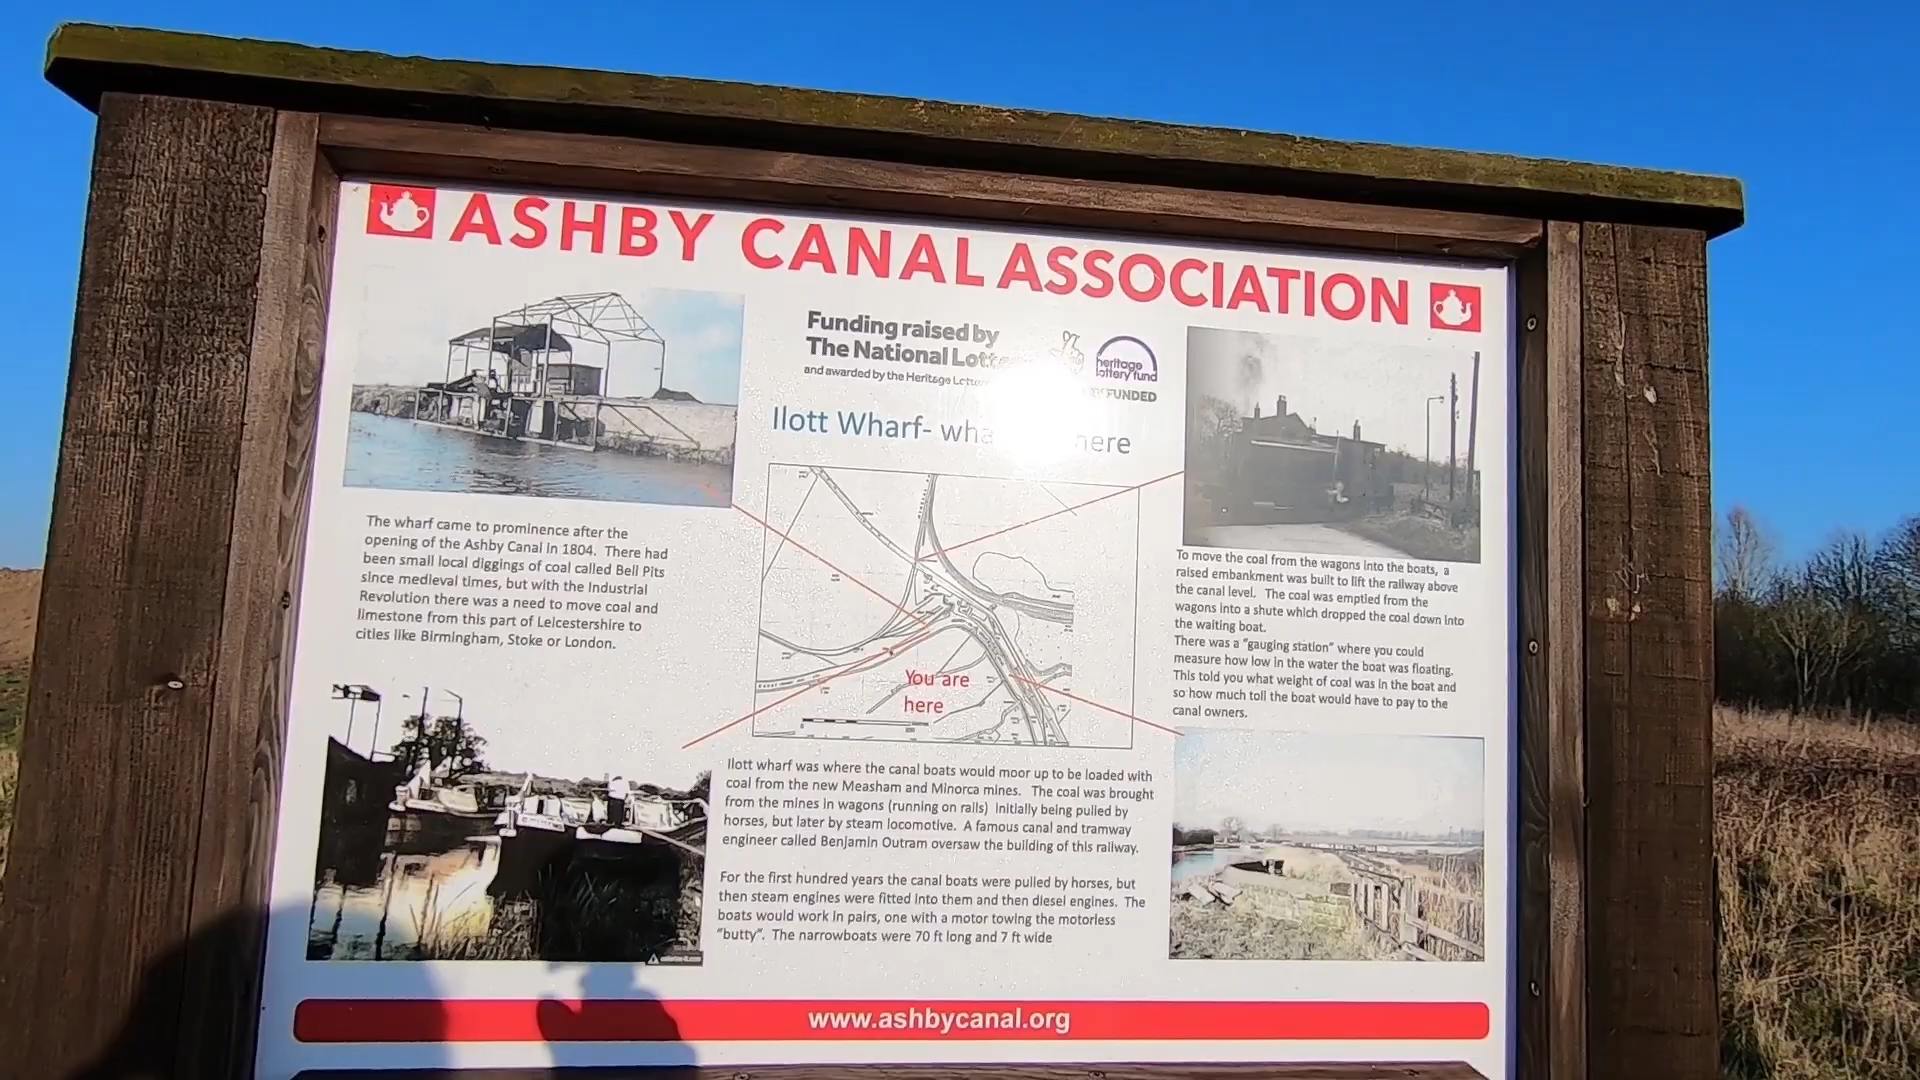 ASHBY CANAL ASSOCIATION
Funding raised by
The National
and awarded by the Heritage
heritage
lottery fund
FUNDED
Ilott Wharf- here
The wharf came to prominence after the
opening of the Ashby Canal in 1804. There had
been small local diggings of coal called Bell Pits
since medieval times, but with the Industrial
Revolution there was a need to move coal and
limestone from this part of Leicestershire to
cities like Birmingham, Stoke or London.
You are
here
Ilott wharf was where the canal boats would moor up to be loaded with
coal from the new Measham and Minorca mines. The coal was brought
from the mines in wagons (running on rails) initially being pulled by
horses, but later by steam locomotive. A famous canal and tramway
engineer called Benjamin Outram oversaw the building of this railway.
For the first hundred years the canal boats were pulled by horses, but
then steam engines were fitted into them and then diesel engines. The
boats would work in pairs, one with a motor towing the motorless
"butty". The narrowboats were 70 ft long and 7 ft wide
To move the coal from the wagons into the boats, a
raised embankment was built to lift the railway above
the canal level. The coal was emptied from the
wagons into a shute which dropped the coal down into
the waiting boat.
There was a "gauging station" where you could
measure how low in the water the boat was floating.
This told you what weight of coal was in the boat and
so how much toll the boat would have to pay to the
canal owners.
www.ashbycanal.org